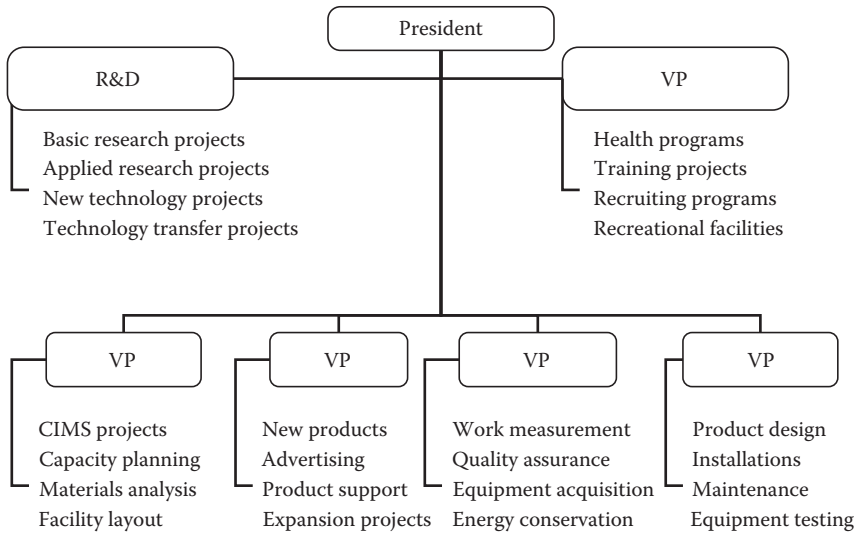 President
R&D
VP
Basic research projects
Applied research projects
New technology projects
Technology transfer projects
Health programs
Training projects
Recruiting programs
Recreational facilities
VP
VP
VP
VP
CIMS projects
Capacity planning
Materials analysis
Facility layout
New products
Advertising
Product support
Expansion projects
Work measurement
Quality assurance
Equipment acquisition
Energy conservation
Product design
Installations
Maintenance
Equipment testing